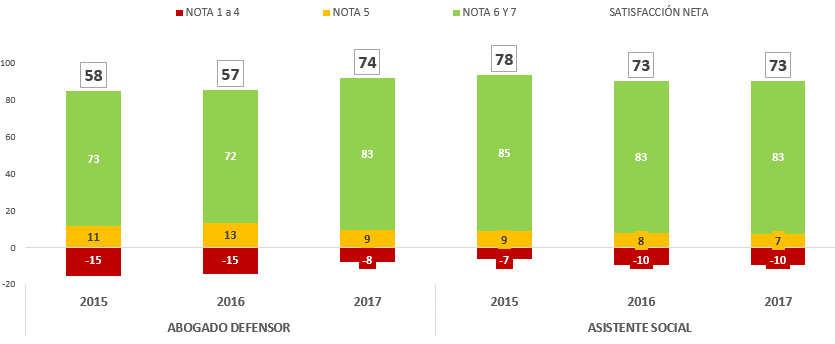 NOTA 1 a 4 NOTA 5 NOTA 6 Y 7 SATISFACCIÓN NETA
58 57 74 78 73 73
100
80
60
40
20
0
-20
73 72 83 85 83 83
11 13 9 9 8 7
-15 -15 -8 -7 -10 -10
2015 2016 2017 2015 2016 2017
ABOGADO DEFENSOR ASISTENTE SOCIAL